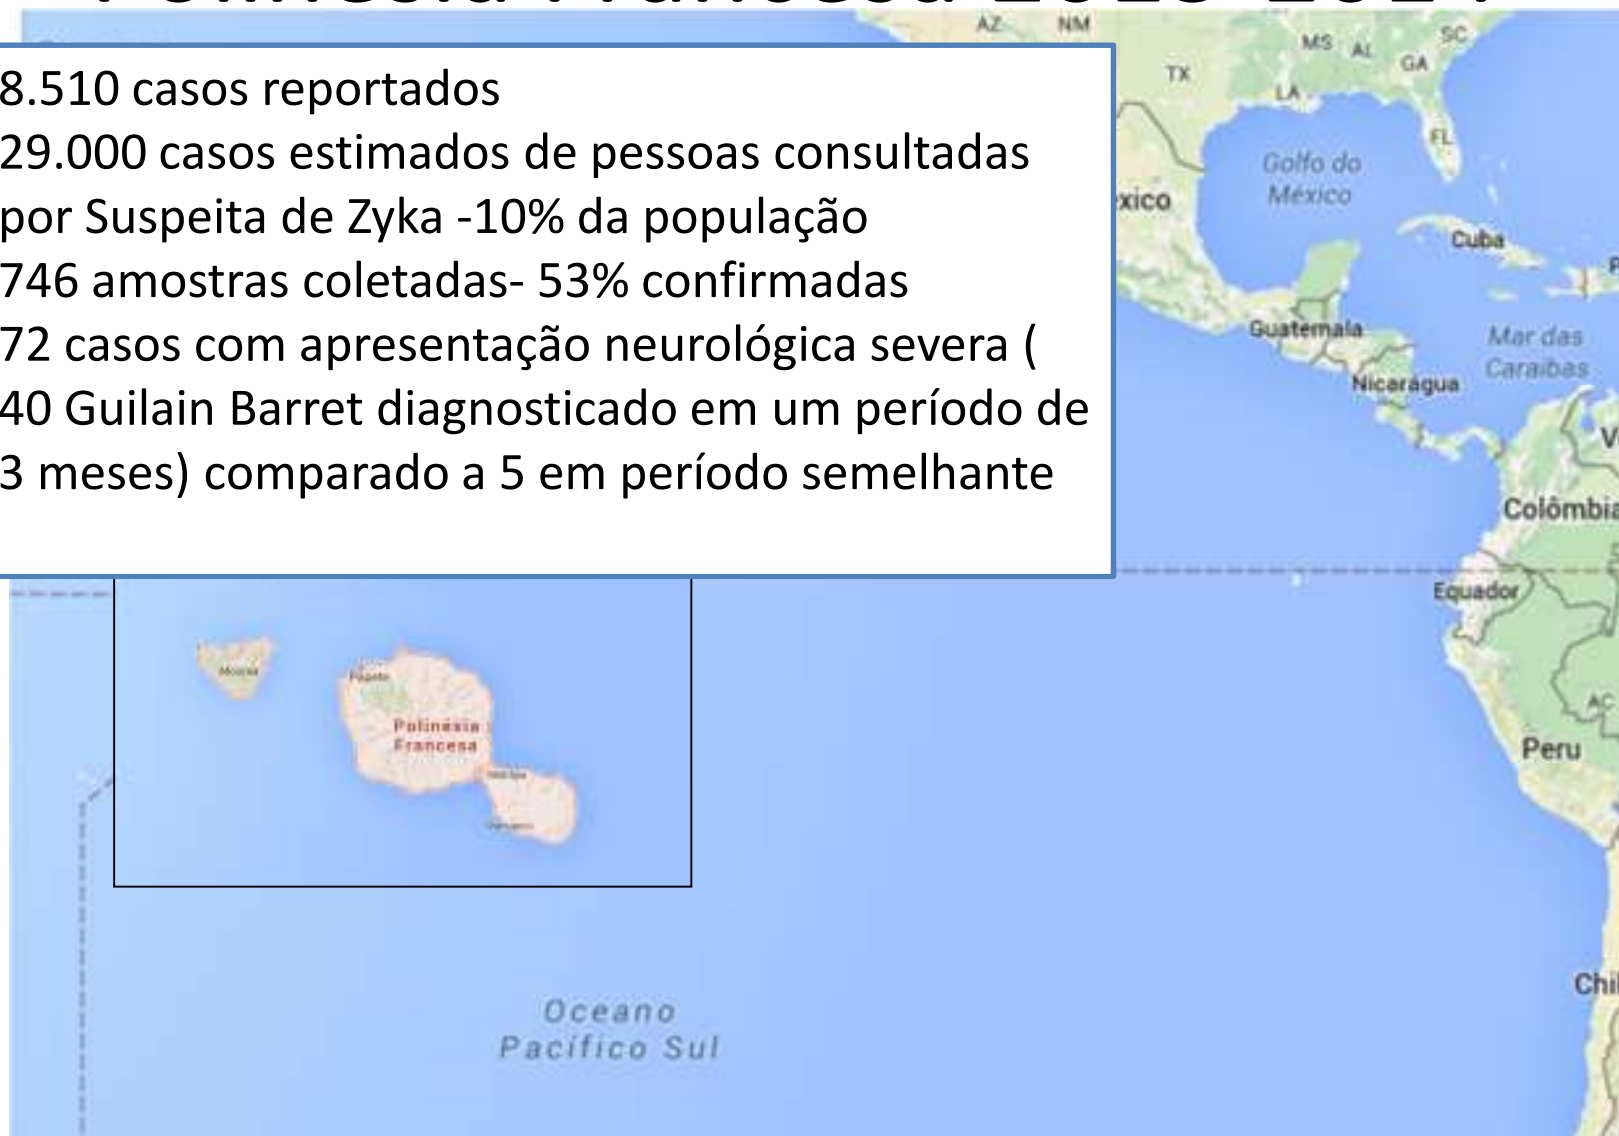 AZ NM
MS AL SC
TX GA
LA
FL
8.510 casos reportados
29.000 casos estimados de pessoas consultadas
por Suspeita de Zyka -10% da população
746 amostras coletadas- 53% confirmadas
72 casos com apresentação neurológica severa (
40 Guilain Barret diagnosticado em um período de
3 meses) comparado a 5 em período semelhante
Golfo do
México
xico
Cuba
Guatemala
Mar das
Caraíbas
Nicarágua
V
Colômbia
Equador
AC
Peru
Polinésia
Francesa
Chil
Oceano
Pacífico Sul